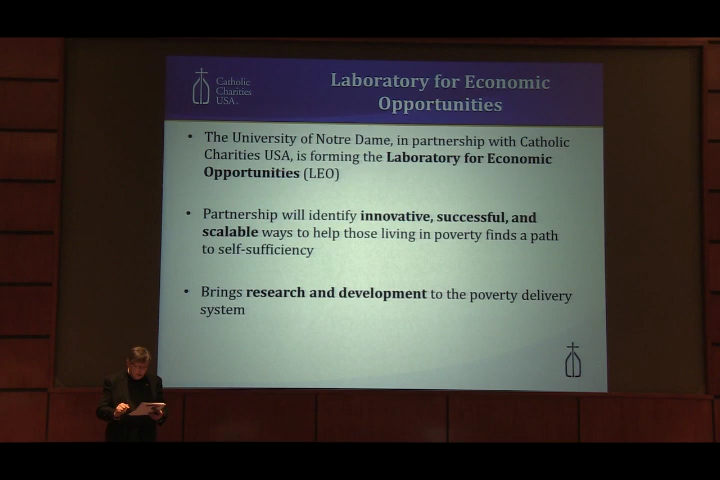 Catholic
Charities
USA.
Laboratory for Economic
Opportunities
• The University of Notre Dame, in partnership with Catholic
Charities USA, is forming the Laboratory for Economic
Opportunities (LEO)
• Partnership will identify innovative, successful, and
scalable ways to help those living in poverty finds a path
to self-sufficiency
• Brings research and development to the poverty delivery
system